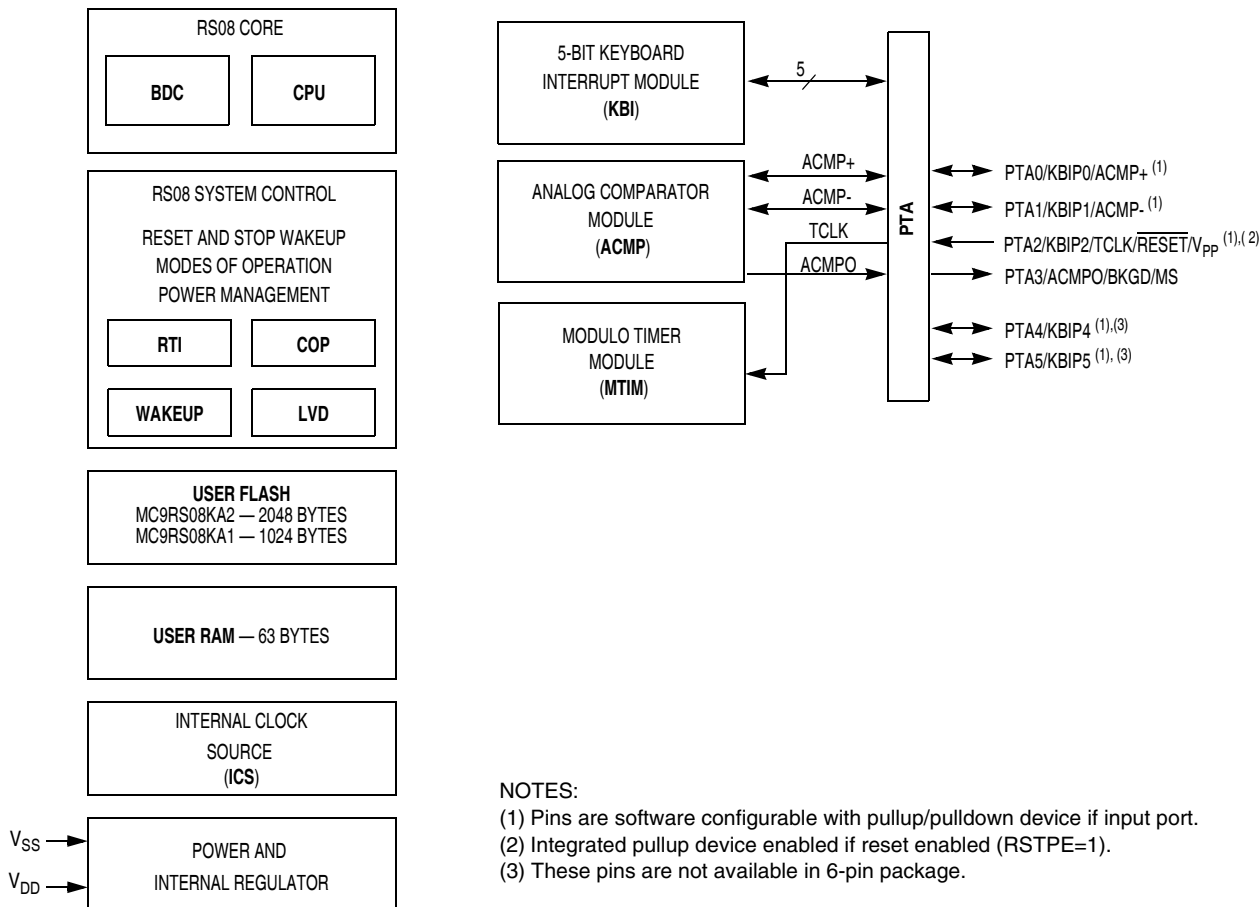 RS08 CORE
BDC
CPU
RS08 SYSTEM CONTROL
RESET AND STOP WAKEUP
MODES OF OPERATION
POWER MANAGEMENT
RTI
COP
WAKEUP
LVD
USER FLASH
MC9RS08KA2 — 2048 BYTES
MC9RS08KA1 — 1024 BYTES
USER RAM — 63 BYTES
INTERNAL CLOCK
SOURCE
(ICS)
VSS
VDD
POWER AND
INTERNAL REGULATOR
5-BIT KEYBOARD
INTERRUPT MODULE
(KBI)
5
ANALOG COMPARATOR
MODULE
(ACMP)
ACMP+
ACMP-
TCLK
ACMPO
MODULO TIMER
MODULE
(MTIM)
PTA
PTA0/KBIP0/ACMP+ (1)
PTA1/KBIP1/ACMP- (1)
PTA2/KBIP2/TCLK/RESET/VPP (1),( 2)
PTA3/ACMPO/BKGD/MS
PTA4/KBIP4 (1),(3)
PTA5/KBIP5 (1), (3)
NOTES:
(1) Pins are software configurable with pullup/pulldown device if input port.
(2) Integrated pullup device enabled if reset enabled (RSTPE=1).
(3) These pins are not available in 6-pin package.